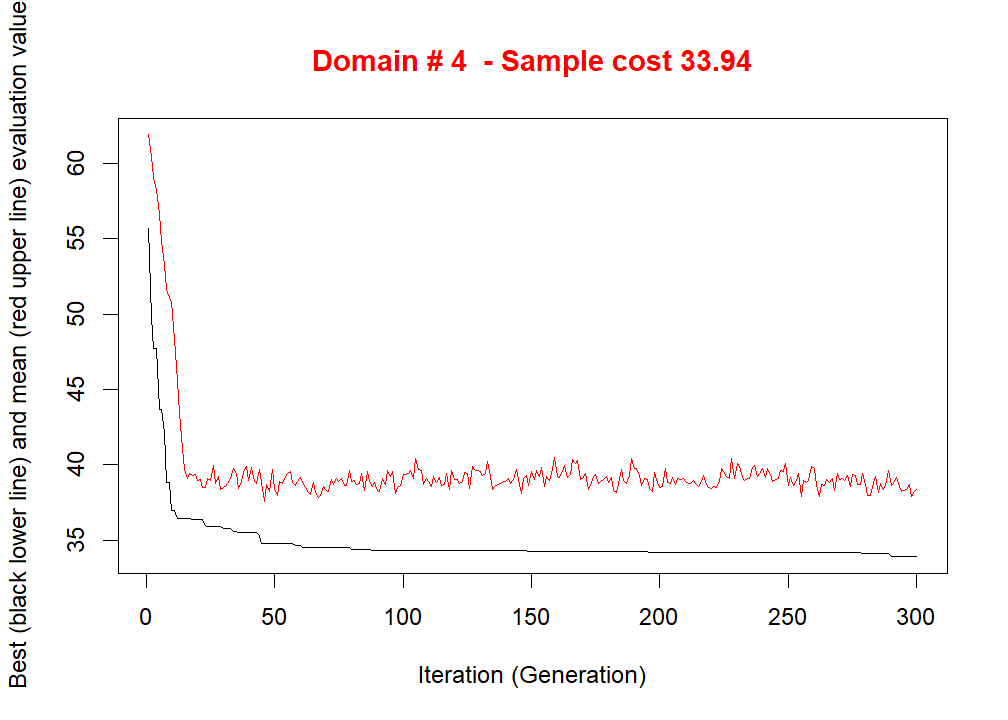 Domain # 4  - Sample cost 33.94
Best (black lower line) and mean (red upper line) evaluation value
60
55
50
45
40
35
0 50 100 150 200 250 300
Iteration (Generation)